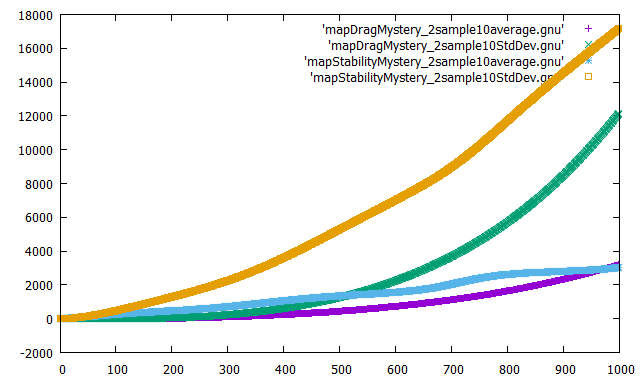 18000
16000
14000
12000
10000
8000
6000
4000
2000
0
-2000
0 100 200 300 400 500 600 700 800 900 1000
'mapDragMystery_2sample10average.gnu'
'mapDragMystery_2sample10StdDev.gnu'
'mapStabilityMystery_2sample10average.gnu'
'mapStabilityMystery_2sample10StdDev.gnu'